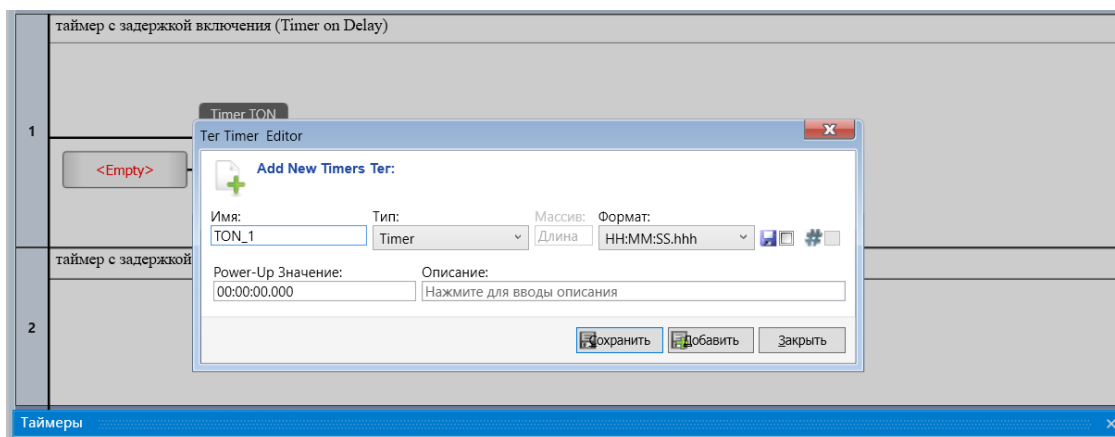 таймер с задержкой включения (Timer on Delay)
1
Timer TON
<Empty>
Тег Timer Editor
Add New Timers Тег:
Имя:
Тип:
Массив:
Формат:
TON_1
Timer
Длина
HH:MM:SS.hhh
#
Power-Up Значение:
Описание:
00:00:00.000
Нажмите для вводы описания
Сохранить
Добавить
Закрыть
таймер с задержкой
2
Таймеры